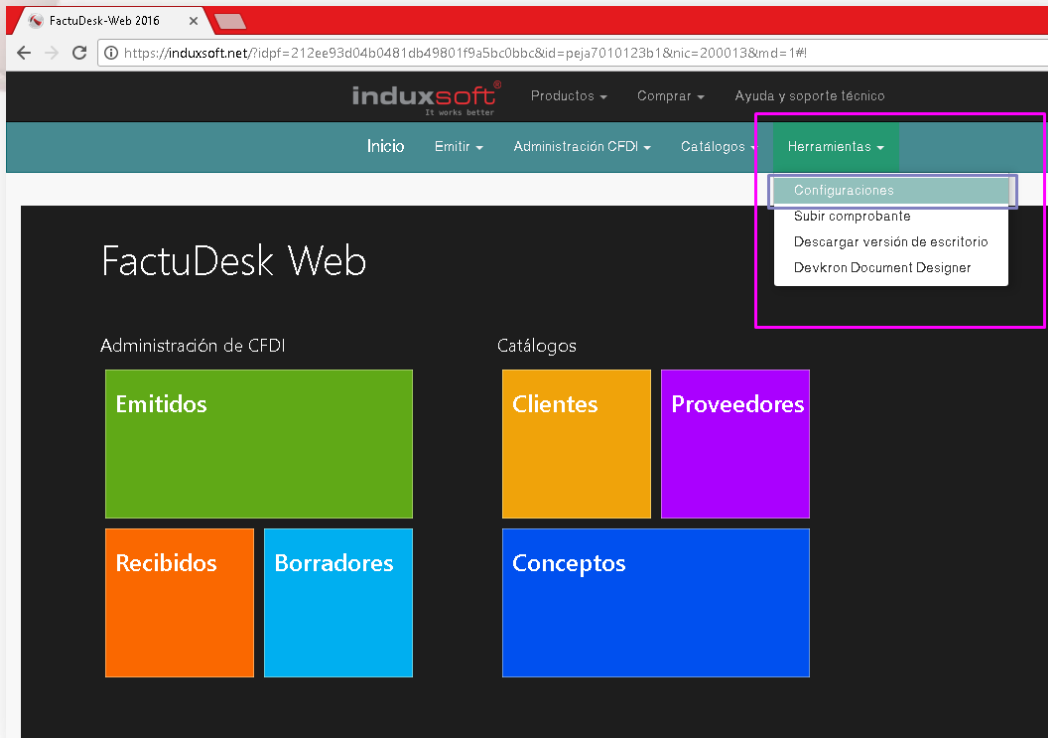 FactuDesk-Web 2016
https://induxsoft.net/?idpf=212ee93d04b0481db49801f9a5bc0bbc&id=peja7010123b1&nic=200013&md=1#!
induxsoft®
It works better
Productos
Comprar
Ayuda y soporte técnico
Inicio
Emitir
Administración CFDI
Catálogos
Herramientas
Configuraciones
Subir comprobante
Descargar versión de escritorio
Devkron Document Designer
FactuDesk Web
Administración de CFDI
Catálogos
Emitidos
Clientes
Proveedores
Recibidos
Borradores
Conceptos